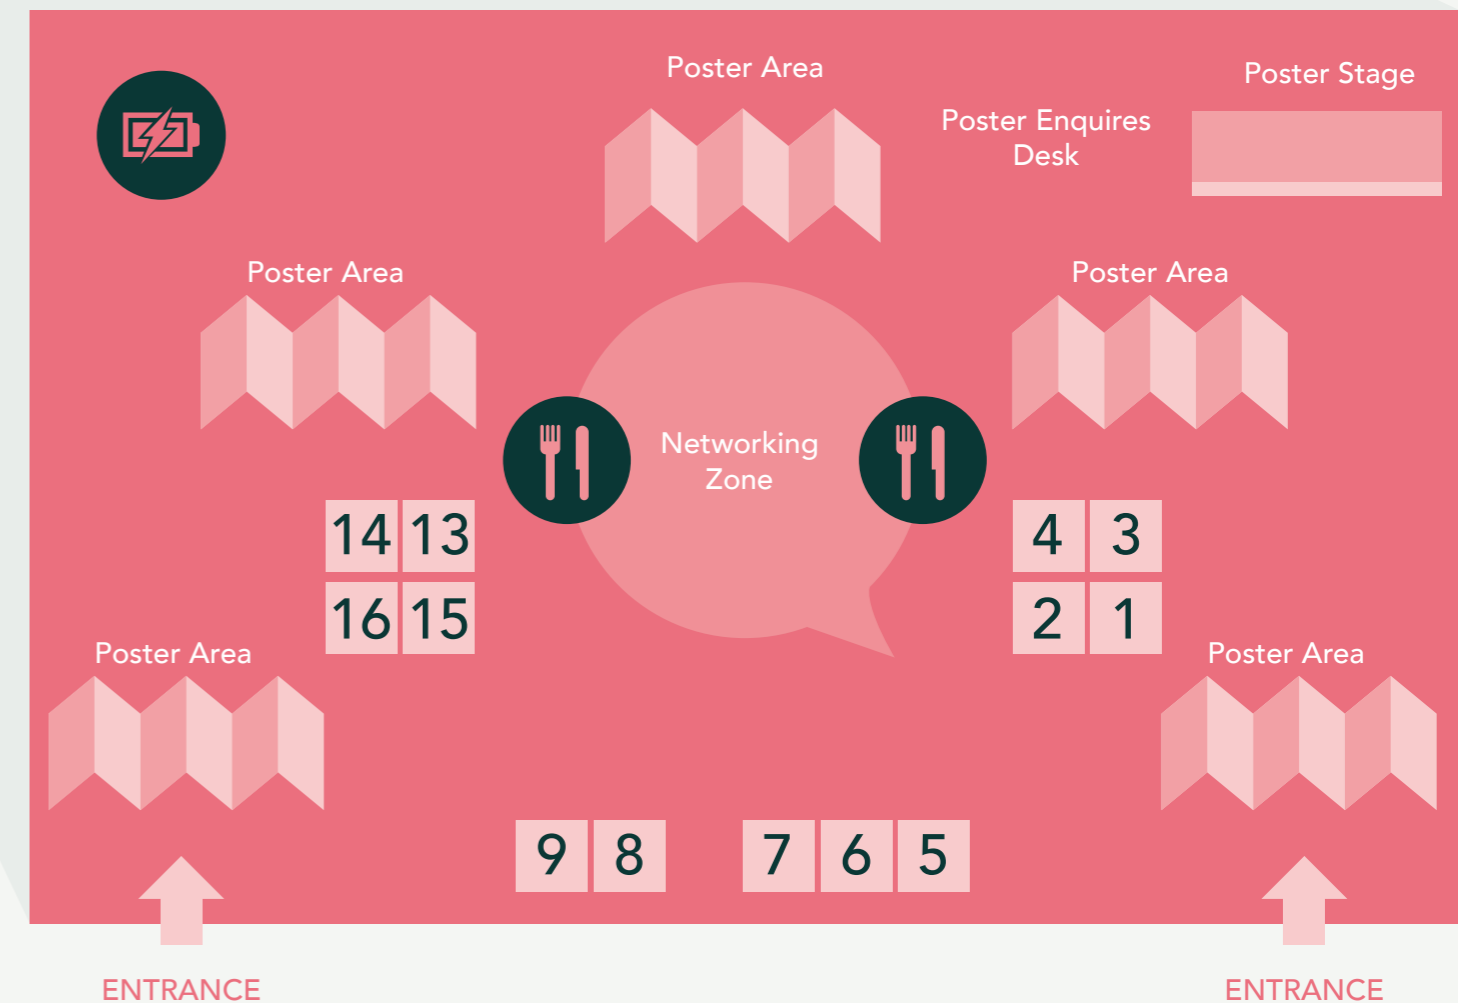 Poster Area
Poster Stage
Poster Enquires
Desk
Poster Area
Poster Area
Networking
Zone
14 13
4 3
16 15
2 1
Poster Area
Poster Area
9 8 7 6 5
ENTRANCE
ENTRANCE